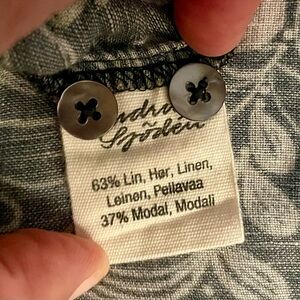 Sjödén
63% Lin, Hør, Linen,
Leinen, Pellavaa
37% Modal, Modali